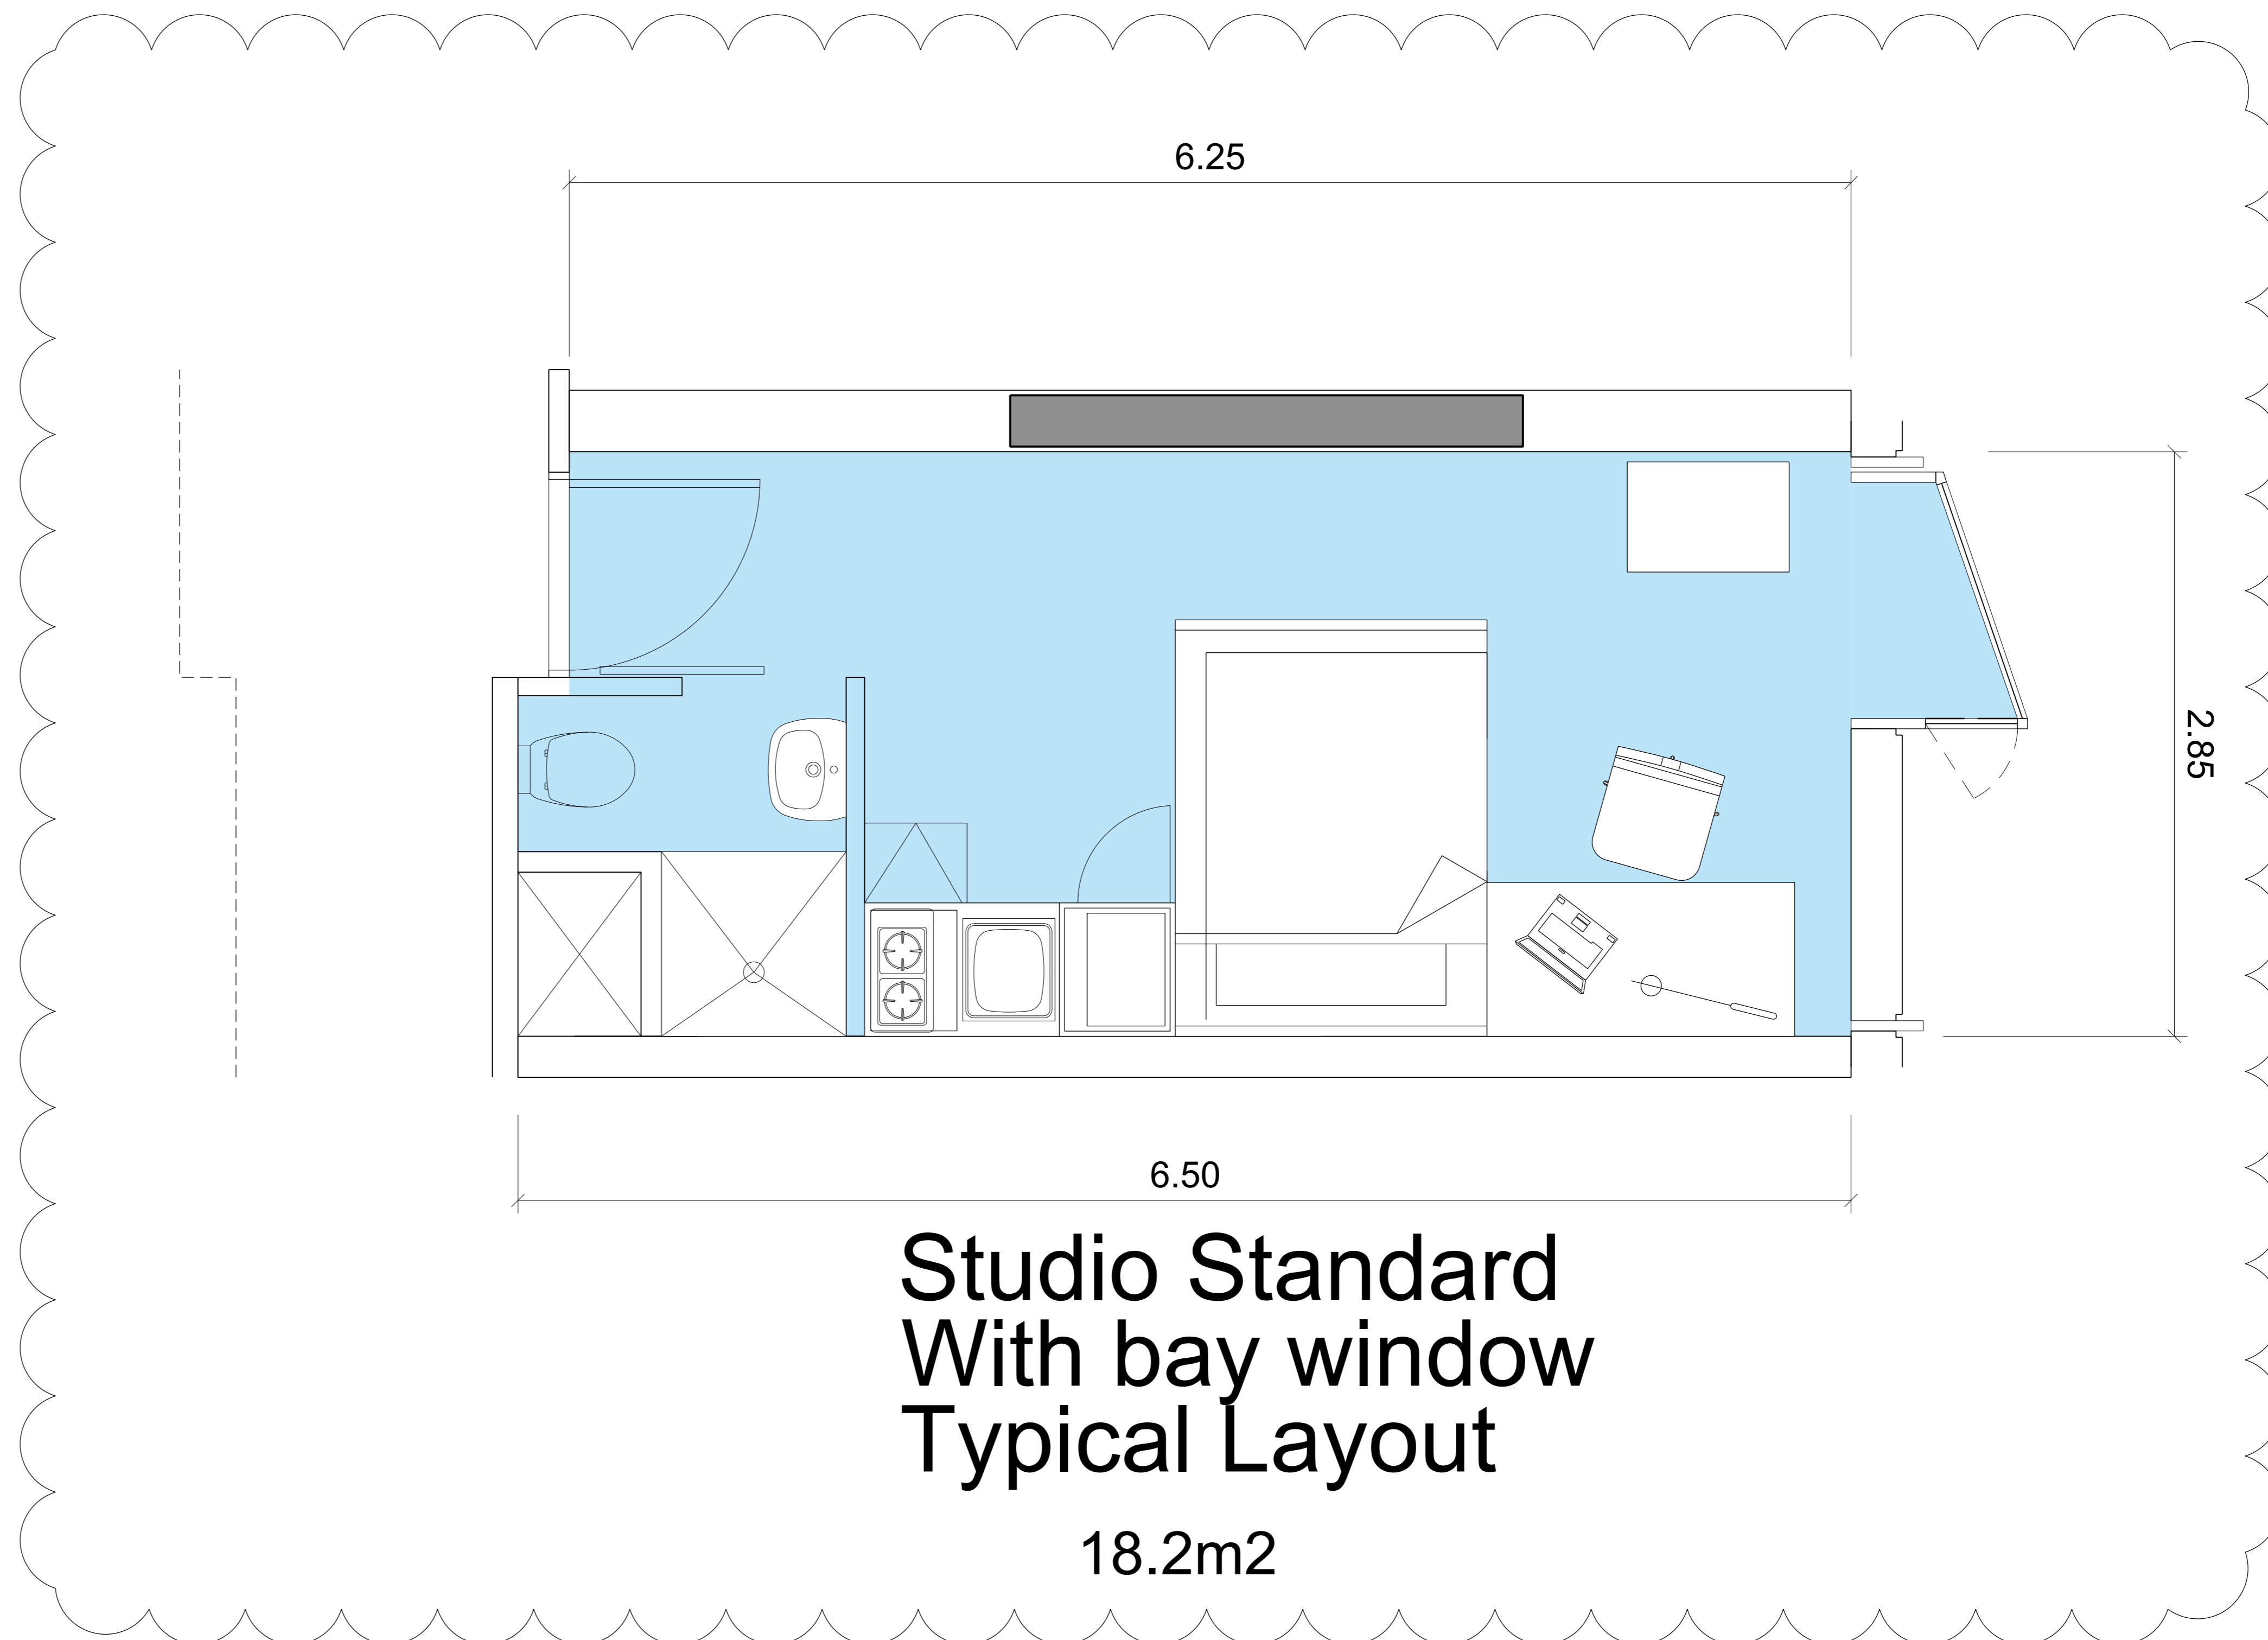 6.25
2.85
6.50
Studio Standard
With bay window
Typical Layout
18.2m2